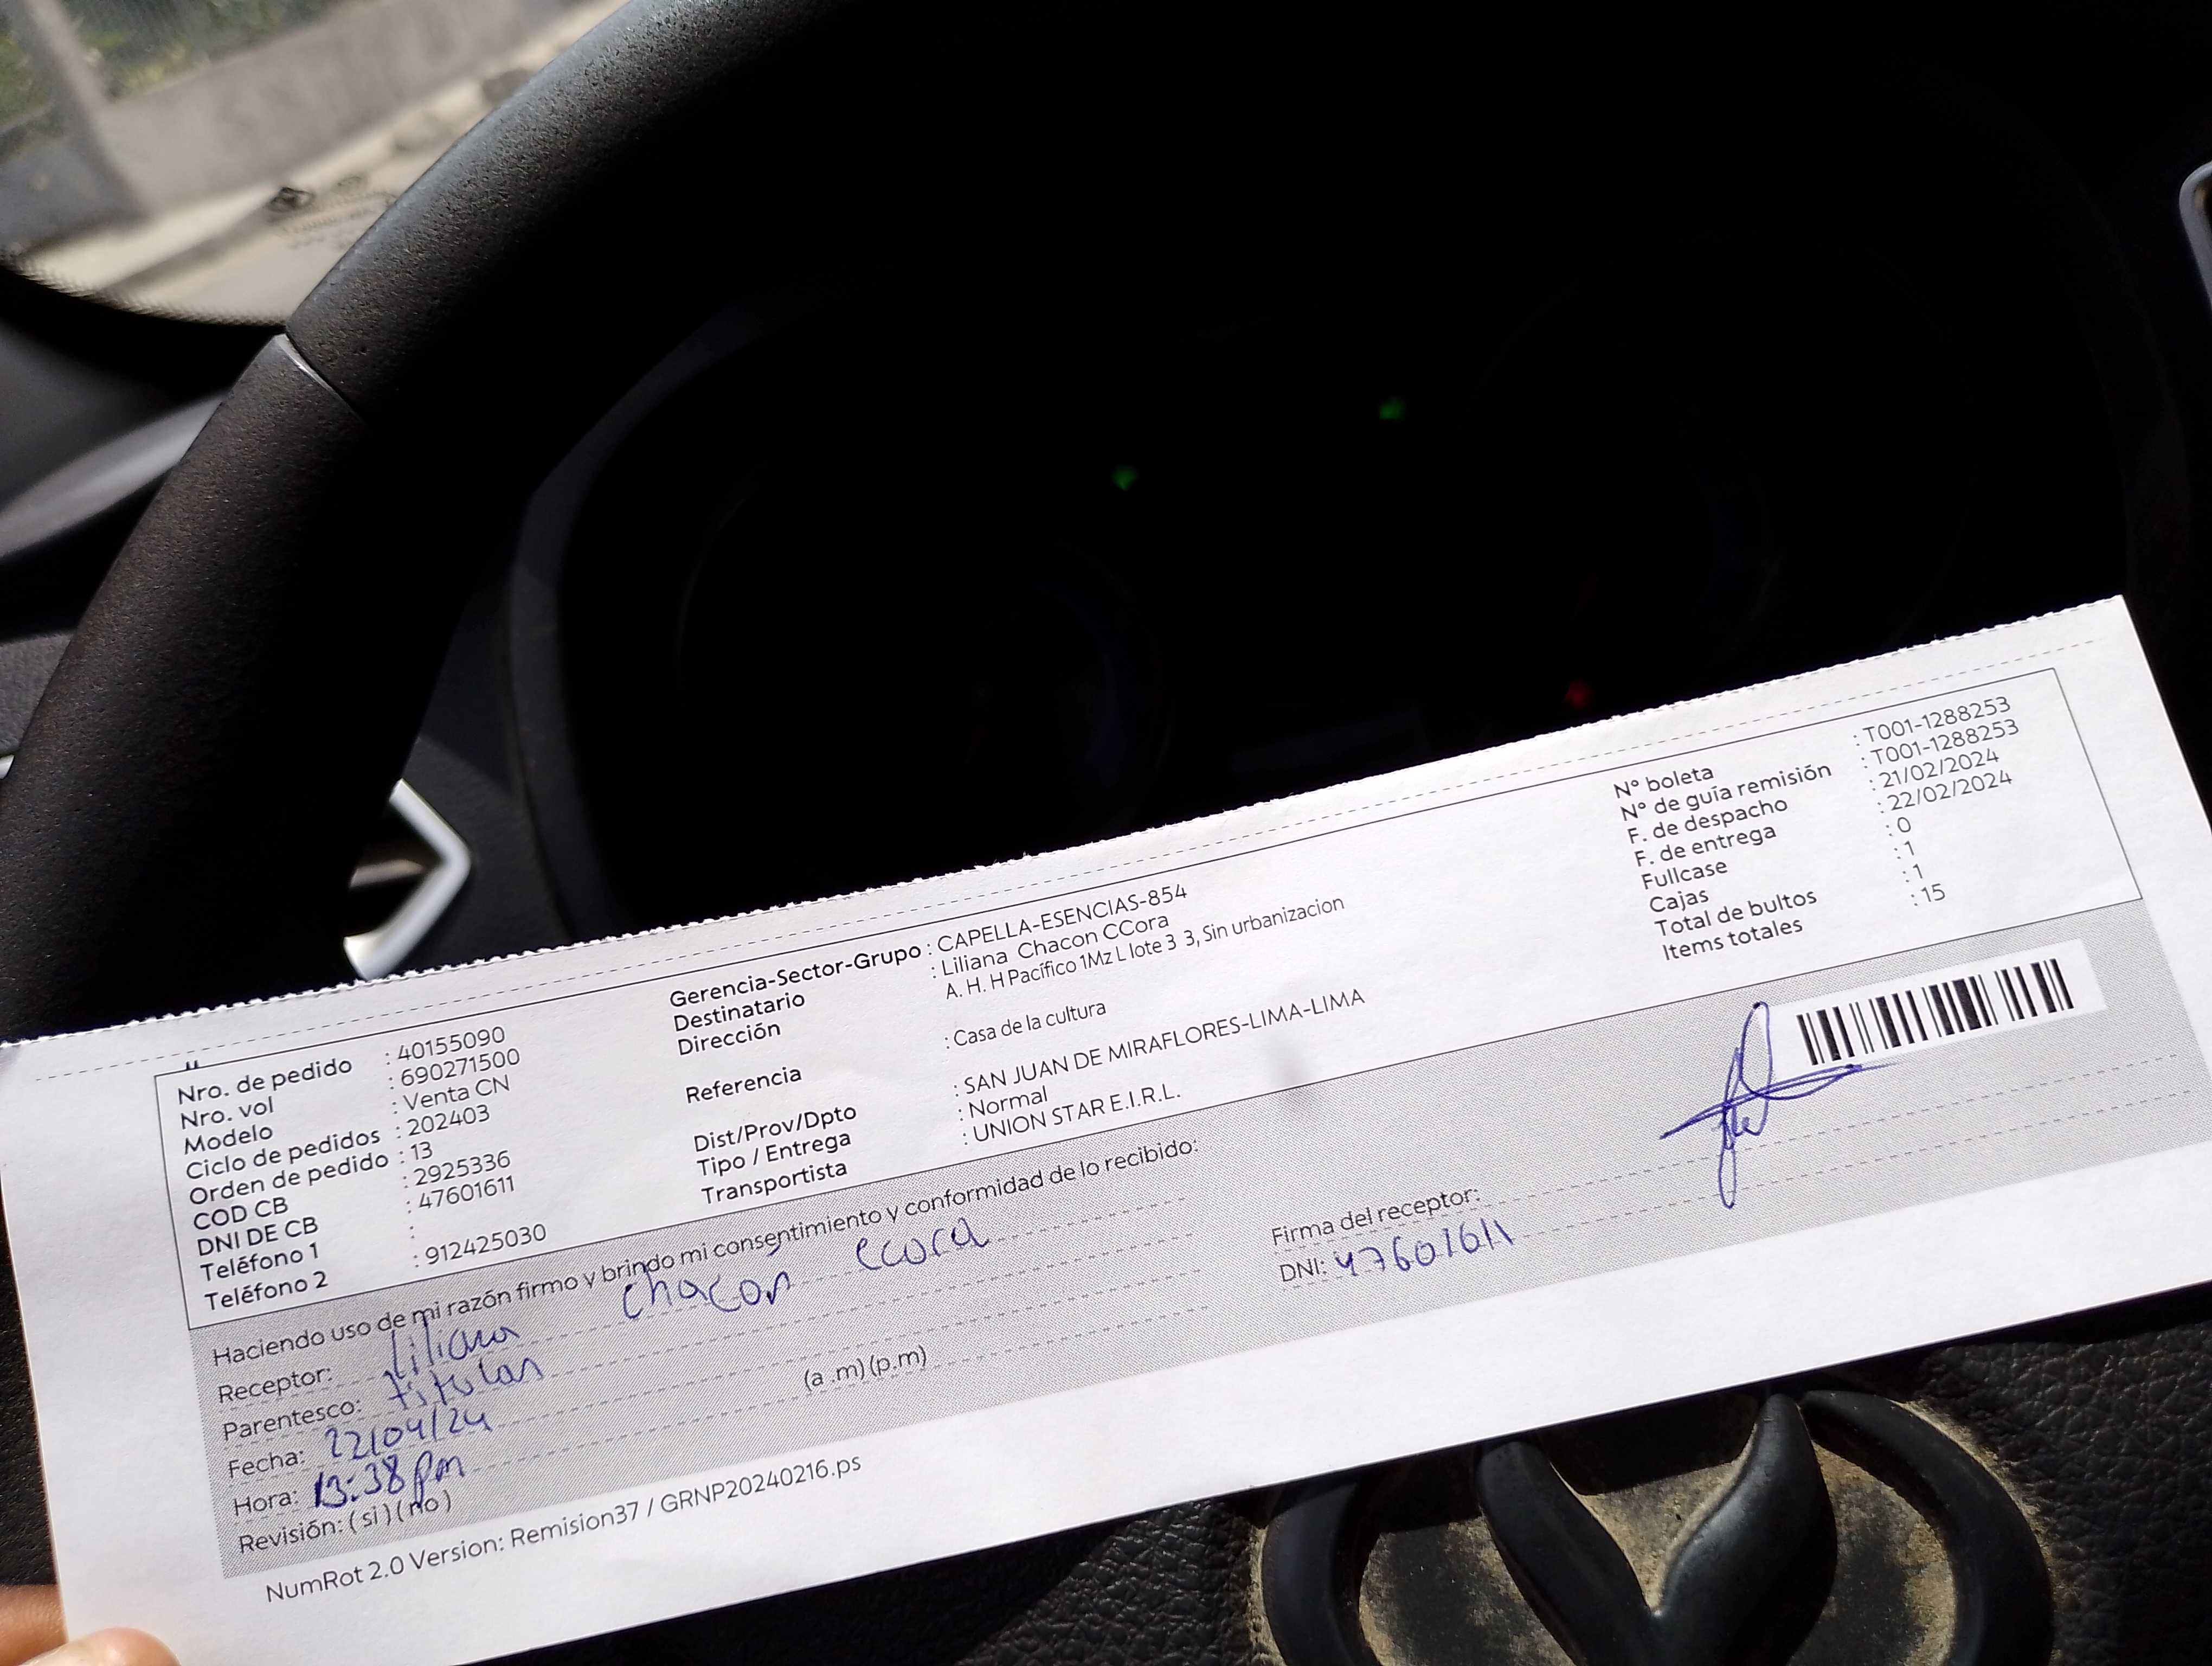 Nro. de pedido : 40155090
Nro. vol : 690271500
Modelo : Venta CN
Ciclo de pedidos : 202403
Orden de pedido : 13
COD CB : 2925336
DNI DE CB : 47601611
Teléfono 1 :
Teléfono 2 : 912425030
Gerencia-Sector-Grupo : CAPELLA-ESENCIAS-854
Destinatario : Liliana Chacon CCora
Dirección A. H. H Pacífico 1Mz L lote 3 3, Sin urbanizacion
Referencia : Casa de la cultura
Dist/Prov/Dpto : SAN JUAN DE MIRAFLORES-LIMA-LIMA
Tipo / Entrega : Normal
Transportista : UNION STAR E.I.R.L.
N° boleta : T001-1288253
N° de guía remisión : T001-1288253
F. de despacho : 21/02/2024
F. de entrega : 22/02/2024
Fullcase : 0
Cajas : 1
Total de bultos : 1
Items totales : 15
Haciendo uso de mi razón firmo y brindo mi consentimiento y conformidad de lo recibido:
Receptor: Liliana Chacon ccora
Parentesco: titular
Fecha: 22/04/24
Hora: 13:38 pm (a .m) (p.m)
Revisión: ( si ) ( no )
Firma del receptor:
DNI: 47601611
NumRot 2.0 Version: Remision37 / GRNP20240216.ps